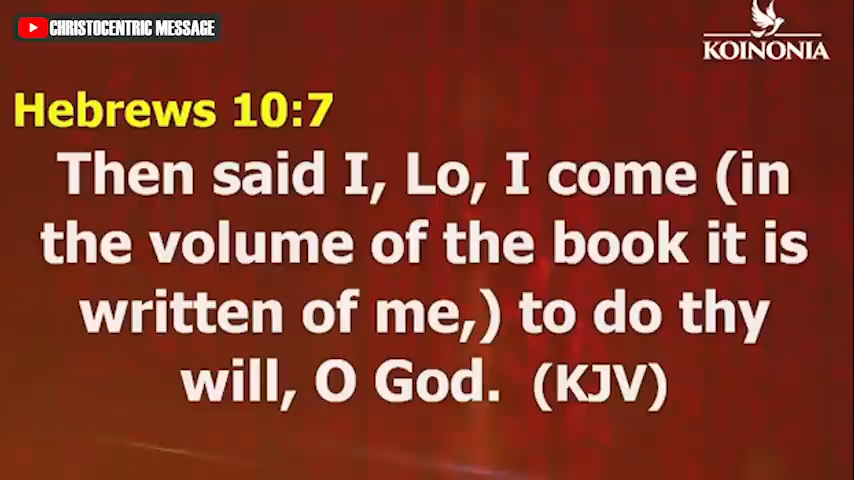 CHRISTOCENTRIC MESSAGE
KOINONIA
Hebrews 10:7
Then said I, Lo, I come (in
the volume of the book it is
written of me,) to do thy
will, O God. (KJV)